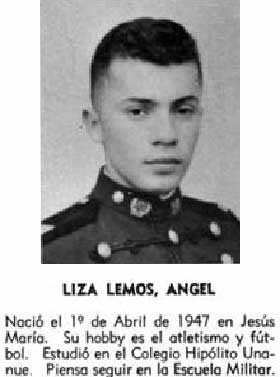 LIZA LEMOS, ANGEL
Nació el 1º de Abril de 1947 en Jesús
María. Su hobby es el atletismo y fút-
bol. Estudió en el Colegio Hipólito Una-
nue. Piensa seguir en la Escuela Militar.